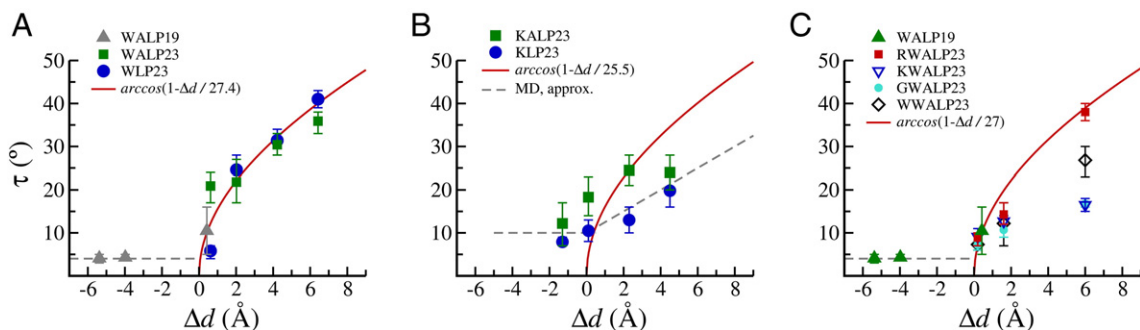 A
WALP19
WALP23
WLP23
arccos(1-Δd / 27.4)
50
40
30
20
10
τ (º)
-6 -4 -2 0 2 4 6 8
Δd (Å)
B
KALP23
KLP23
arccos(1-Δd / 25.5)
MD, approx.
50
40
30
20
10
-6 -4 -2 0 2 4 6 8
Δd (Å)
C
WALP19
RWALP23
KWALP23
GWALP23
WWALP23
arccos(1-Δd / 27)
50
40
30
20
10
-6 -4 -2 0 2 4 6 8
Δd (Å)